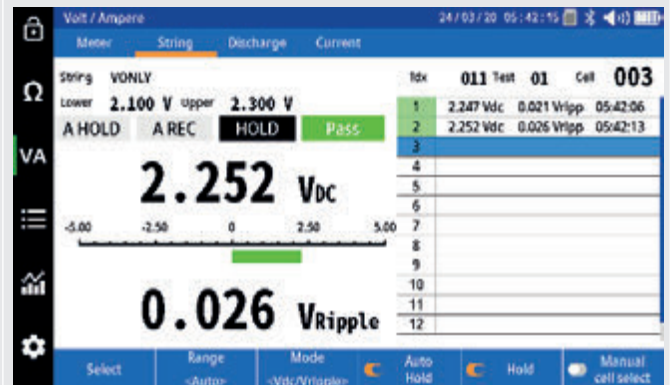 Volt / Ampere 24/03/20 05:42:15
Meter String Discharge Current
String VONLY
Lower 2.100 V Upper 2.300 V
A HOLD A REC HOLD Pass
2.252 VDC
-5.00 -2.50 0 2.50 5.00
0.026 VRipple
Idx 011 Test 01 Cell 003
1 2.247 Vdc 0.021 Vripp 05:42:06
2 2.252 Vdc 0.026 Vripp 05:42:13
3
4
5
6
7
8
9
10
11
12
Ω
VA
Select
Range
<Auto>
Mode
<Vdc/Vripple>
Auto
Hold
Hold
Manual
cell select